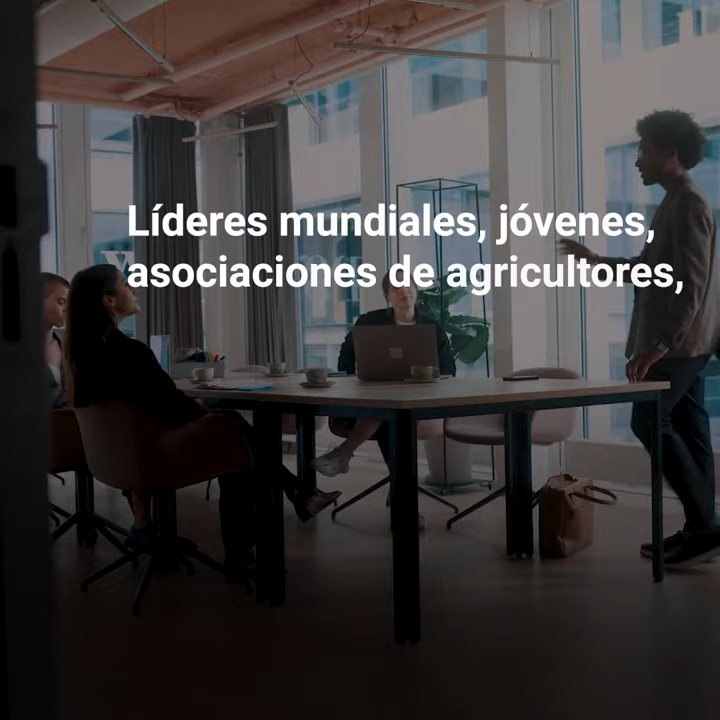 Líderes mundiales, jóvenes,
asociaciones de agricultores,